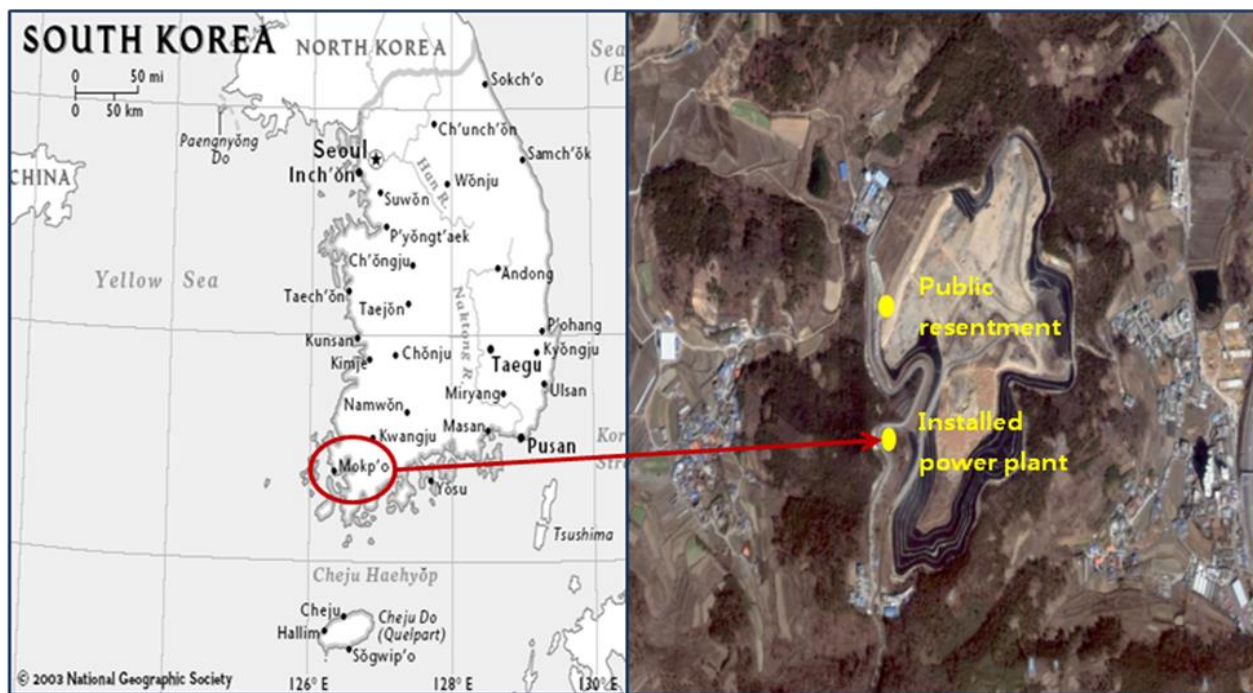 SOUTH KOREA
NORTH KOREA
Sea
(E
0 50 mi
0 50 km
Sokch'o
Paengnyŏng
Do
Ch'unch'ŏn
Seoul
Inch'ŏn
Samch'ŏk
CHINA
Han R.
Wŏnju
Suwŏn
P'yŏngt'aek
Ch'ŏngju
Yellow Sea
Andong
Taech'ŏn
Taejŏn
Naktong R.
P'ohang
Kunsan
Chŏnju
Kyŏngju
Kimje
Taegu
Ulsan
Miryang
Namwŏn
Masan
Kwangju
Pusan
Kor
Stra
Mokp'o
Yŏsu
Tsushima
Cheju Haehyŏp
Cheju
Cheju Do
(Quelpart)
Hallim
Sŏgwip'o
© 2003 National Geographic Society
126°E
128°E
130°E
Public
resentment
Installed
power plant